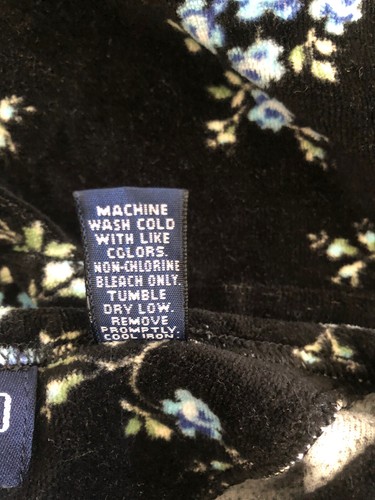 MACHINE
WASH COLD
WITH LIKE
COLORS.
NON-CHLORINE
BLEACH ONLY.
TUMBLE
DRY LOW.
REMOVE
PROMPTLY.
COOL IRON.